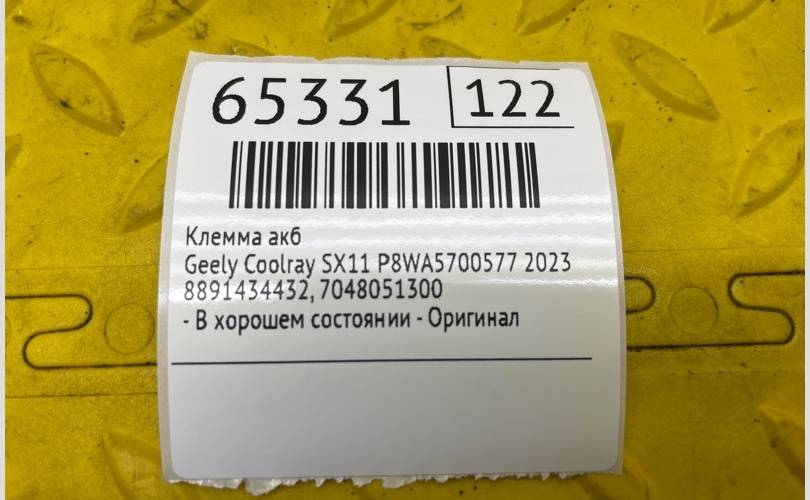 65331 122
Клемма акб
Geely Coolray SX11 P8WA5700577 2023
8891434432, 7048051300
- В хорошем состоянии - Оригинал